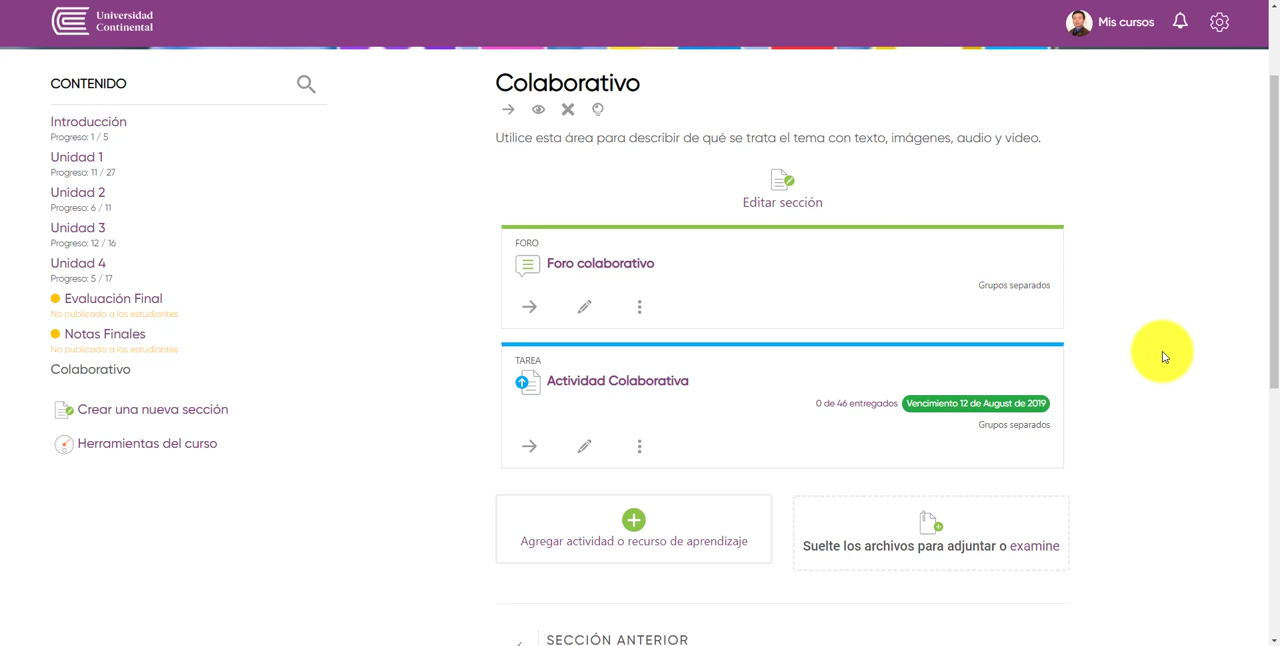 Universidad
Continental
Mis cursos
CONTENIDO
Introducción
Progreso: 1 / 5
Unidad 1
Progreso: 11 / 27
Unidad 2
Progreso: 6 / 11
Unidad 3
Progreso: 12 / 16
Unidad 4
Progreso: 5 / 17
Evaluación Final
No publicado a los estudiantes
Notas Finales
No publicado a los estudiantes
Colaborativo
Crear una nueva sección
Herramientas del curso
Colaborativo
Utilice esta área para describir de qué se trata el tema con texto, imágenes, audio y video.
Editar sección
FORO
Foro colaborativo
Grupos separados
TAREA
Actividad Colaborativa
0 de 46 entregados Vencimiento 12 de August de 2019
Grupos separados
Agregar actividad o recurso de aprendizaje
Suelte los archivos para adjuntar o examine
SECCIÓN ANTERIOR